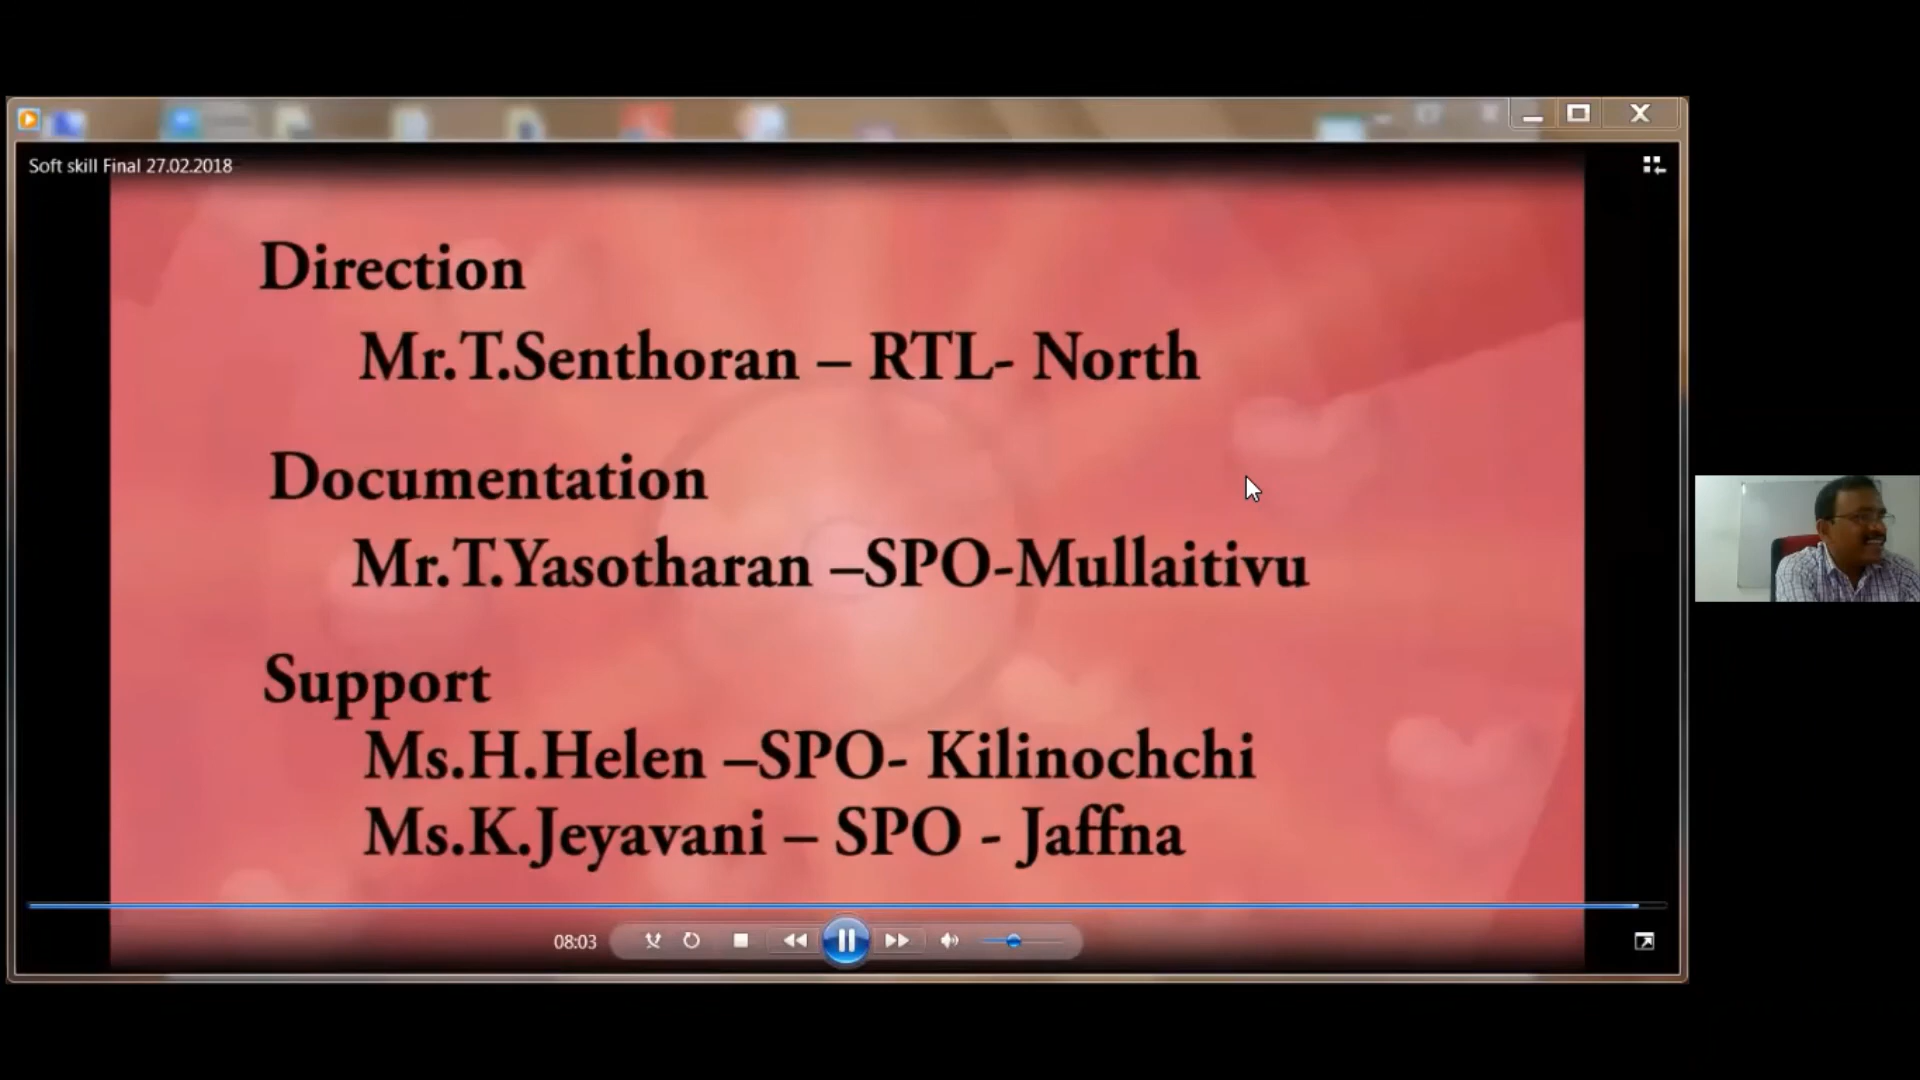 Soft skill Final 27.02.2018
Direction
Mr.T.Senthoran – RTL- North
Documentation
Mr.T.Yasotharan –SPO-Mullaitivu
Support
Ms.H.Helen –SPO- Kilinochchi
Ms.K.Jeyavani – SPO - Jaffna
08:03